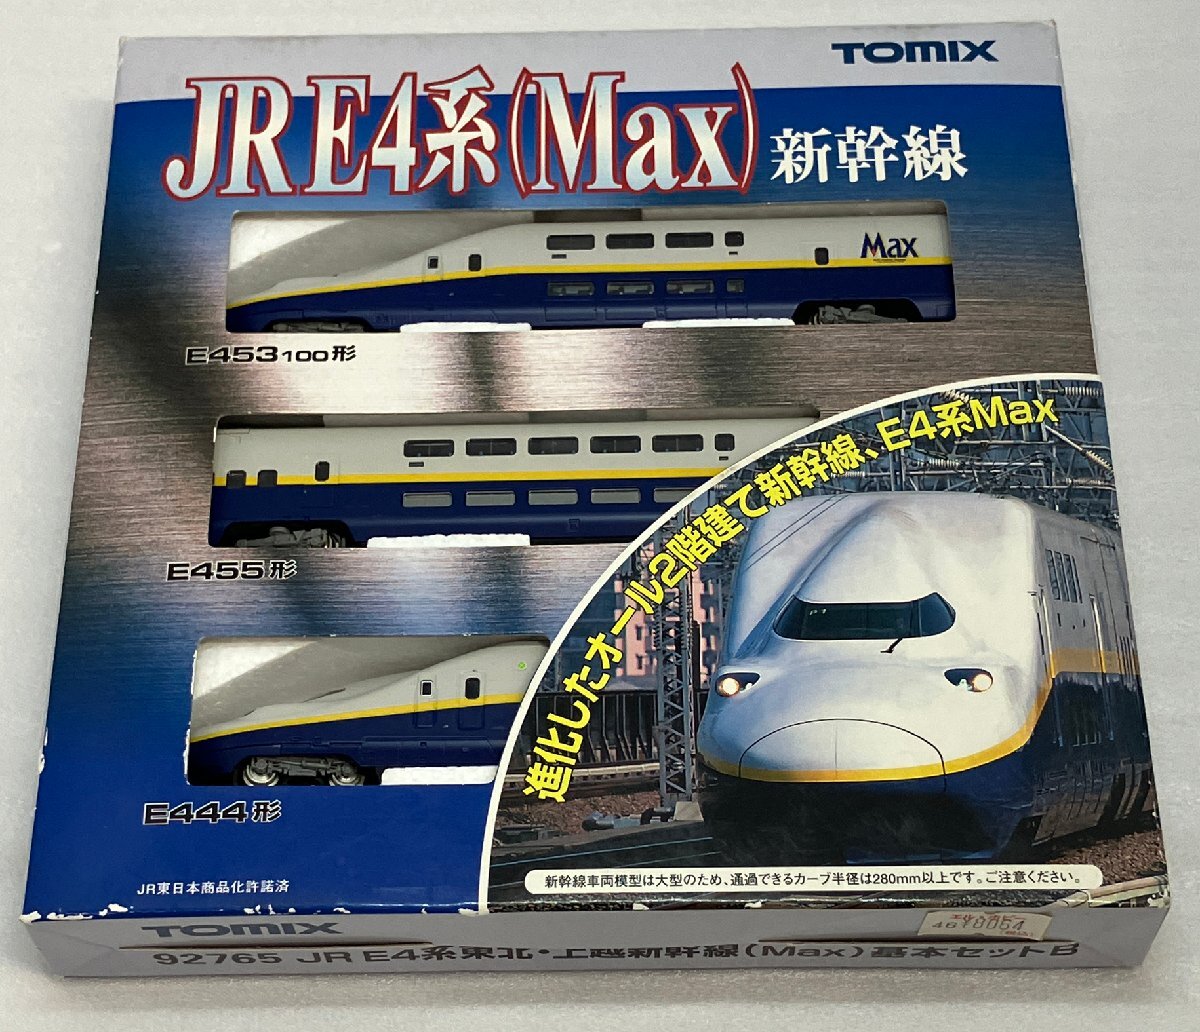 TOMIX
JR E4系(Max)新幹線
Max
E453 100形
E455形
進化したオール2階建て新幹線、E4系Max
P1
E444形
新幹線車両模型は大型のため、通過できるカーブ半径は280mm以上です。ご注意ください。
JR東日本商品化許諾済
TOMIX
92765 JR E4系東北・上越新幹線(Max)基本セットB